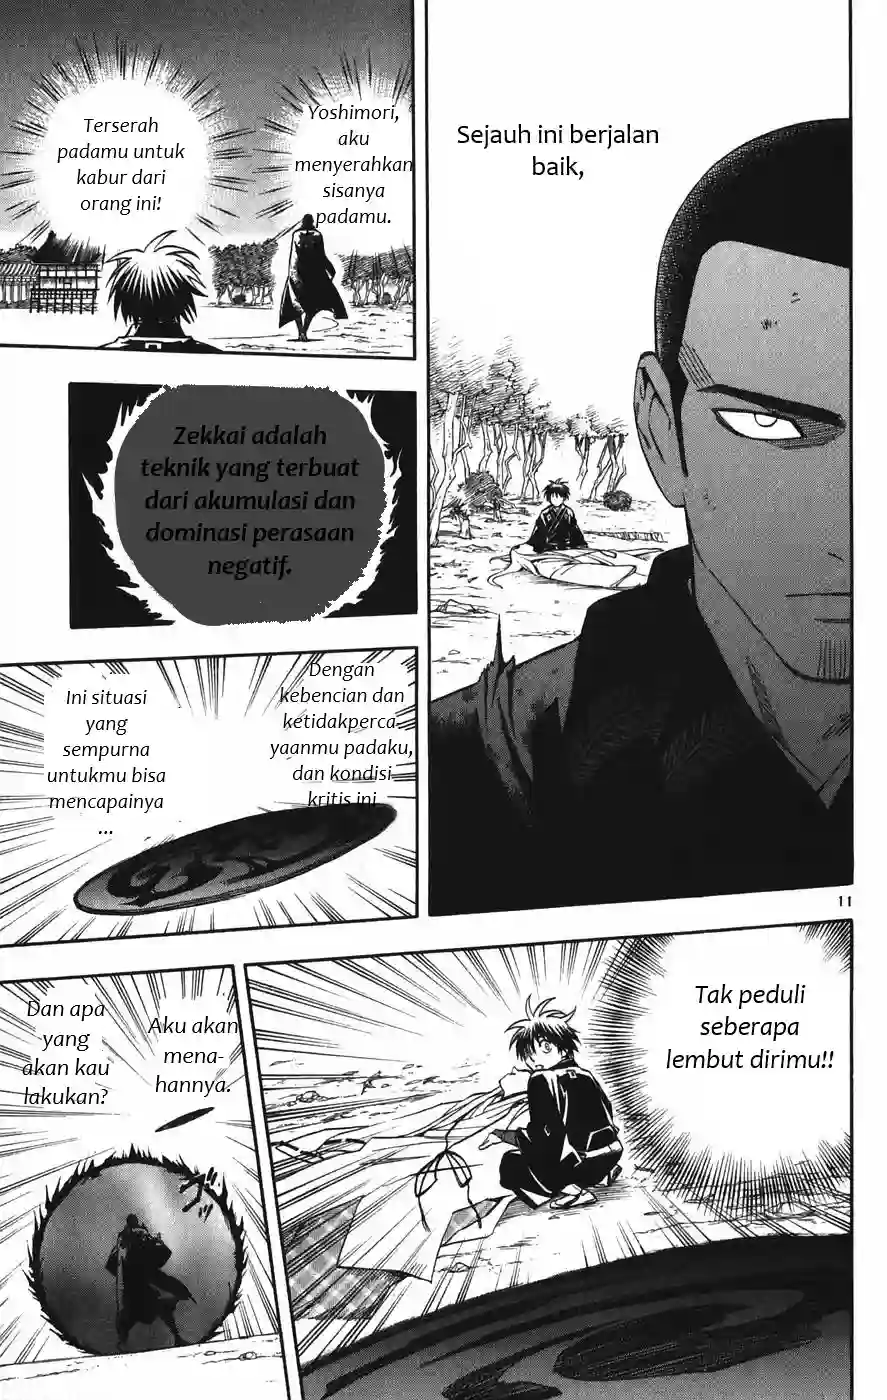 Sejauh ini berjalan
baik,
Yoshimori,
aku
menyerahkan
sisanya
padamu.
Terserah
padamu untuk
kabur dari
orang ini!
Zekkai adalah
teknik yang terbuat
dari akumulasi dan
dominasi perasaan
negatif.
Dengan
kebencian dan
ketidakperca
yaanmu padaku,
dan kondisi
kritis ini
Ini situasi
yang
sempurna
untukmu bisa
mencapainya
...
11
Tak peduli
seberapa
lembut dirimu!!
Aku akan
mena-
hannya.
Dan apa
yang
akan kau
lakukan?